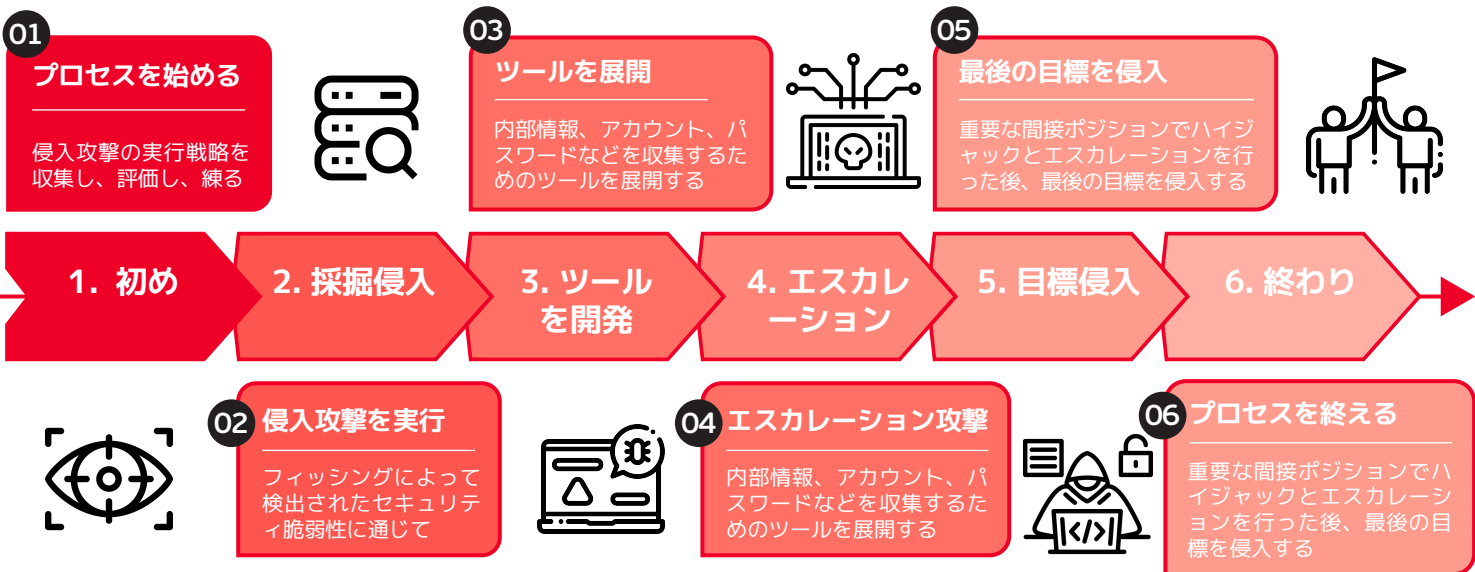 01
プロセスを始める
侵入攻撃の実行戦略を
収集し、評価し、練る
03
ツールを展開
内部情報、アカウント、パ
スワードなどを収集するた
めのツールを展開する
05
最後の目標を侵入
重要な間接ポジションでハイジ
ャックとエスカレーションを行
った後、最後の目標を侵入する
1. 初め
2. 採掘侵入
3. ツール
を開発
4. エスカレ
ーション
5. 目標侵入
6. 終わり
02
侵入攻撃を実行
フィッシングによって
検出されたセキュリテ
ィ脆弱性に通じて
04
エスカレーション攻撃
内部情報、アカウント、パ
スワードなどを収集するた
めのツールを展開する
</>
06
プロセスを終える
重要な間接ポジションでハ
イジャックとエスカレーシ
ョンを行った後、最後の目
標を侵入する